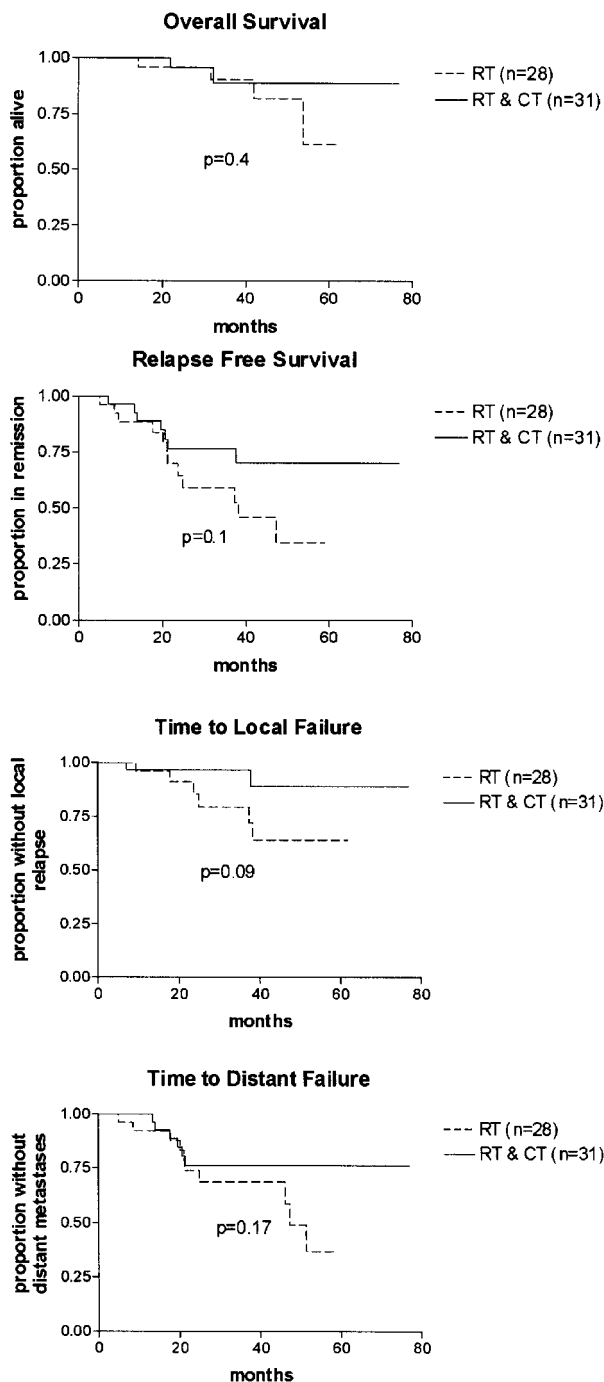 Overall Survival
proportion alive
1.00
0.75
0.50
0.25
0.00
p=0.4
RT (n=28)
RT & CT (n=31)
0 20 40 60 80
months
Relapse Free Survival
proportion in remission
1.00
0.75
0.50
0.25
0.00
p=0.1
RT (n=28)
RT & CT (n=31)
0 20 40 60 80
months
Time to Local Failure
proportion without local
relapse
1.00
0.75
0.50
0.25
0.00
p=0.09
RT (n=28)
RT & CT (n=31)
0 20 40 60 80
months
Time to Distant Failure
proportion without
distant metastases
1.00
0.75
0.50
0.25
0.00
p=0.17
RT (n=28)
RT & CT (n=31)
0 20 40 60 80
months